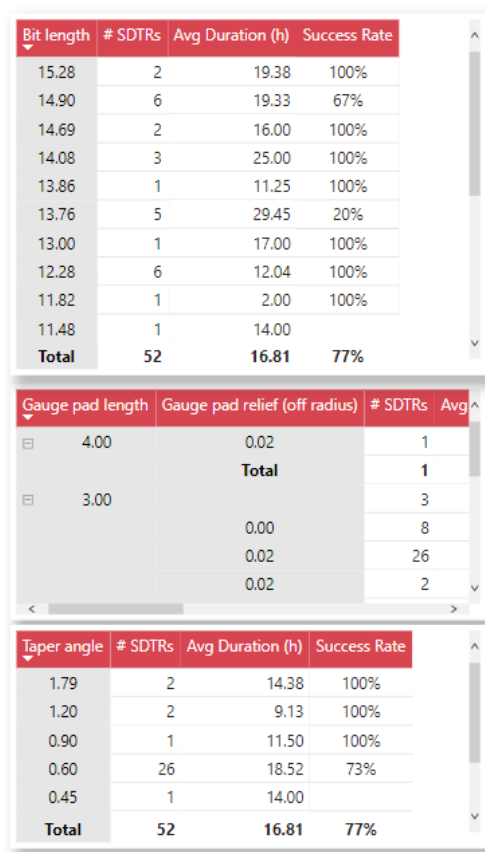 Bit length # SDTRs Avg Duration (h) Success Rate
15.28 2 19.38 100%
14.90 6 19.33 67%
14.69 2 16.00 100%
14.08 3 25.00 100%
13.86 1 11.25 100%
13.76 5 29.45 20%
13.00 1 17.00 100%
12.28 6 12.04 100%
11.82 1 2.00 100%
11.48 1 14.00
Total 52 16.81 77%
Gauge pad length Gauge pad relief (off radius) # SDTRs Avg
4.00 0.02 1
Total 1
3.00 3
0.00 8
0.02 26
0.02 2
Taper angle # SDTRs Avg Duration (h) Success Rate
1.79 2 14.38 100%
1.20 2 9.13 100%
0.90 1 11.50 100%
0.60 26 18.52 73%
0.45 1 14.00
Total 52 16.81 77%